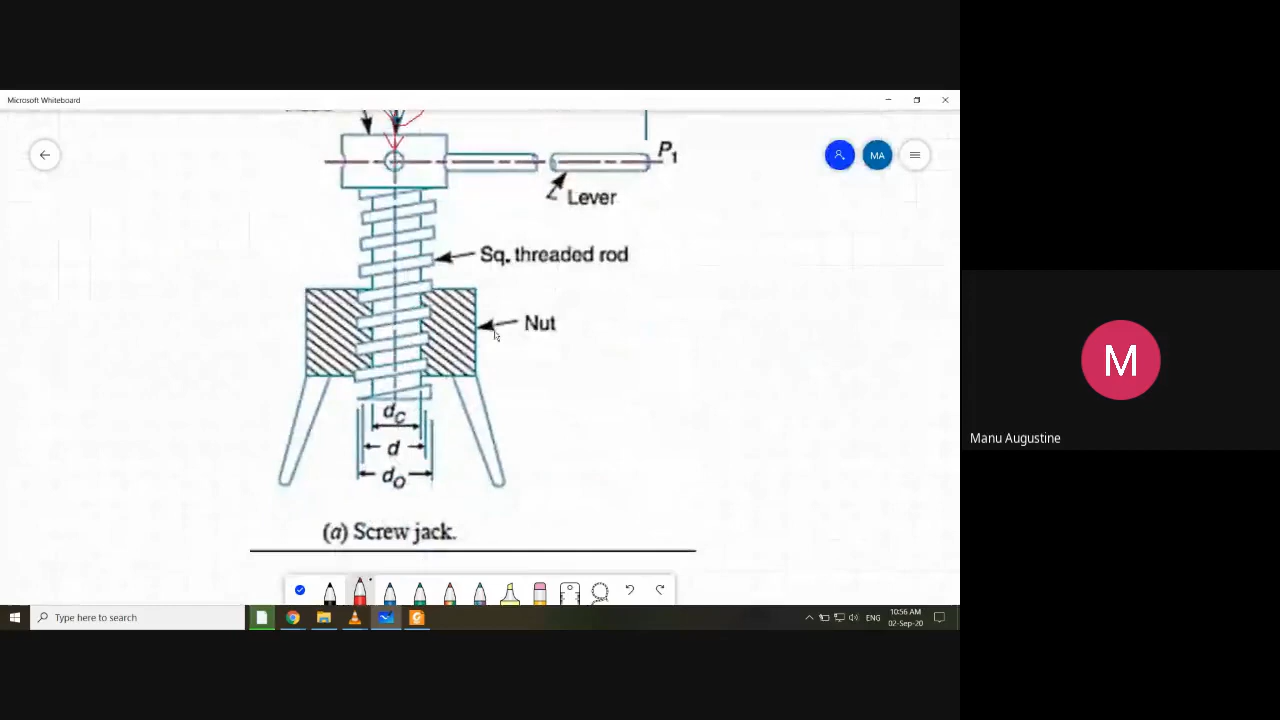 Microsoft Whiteboard
MA
P1
Lever
Sq. threaded rod
Nut
dC
d
dO
(a) Screw jack.
Manu Augustine
M
Type here to search
ENG
10:56 AM
02-Sep-20